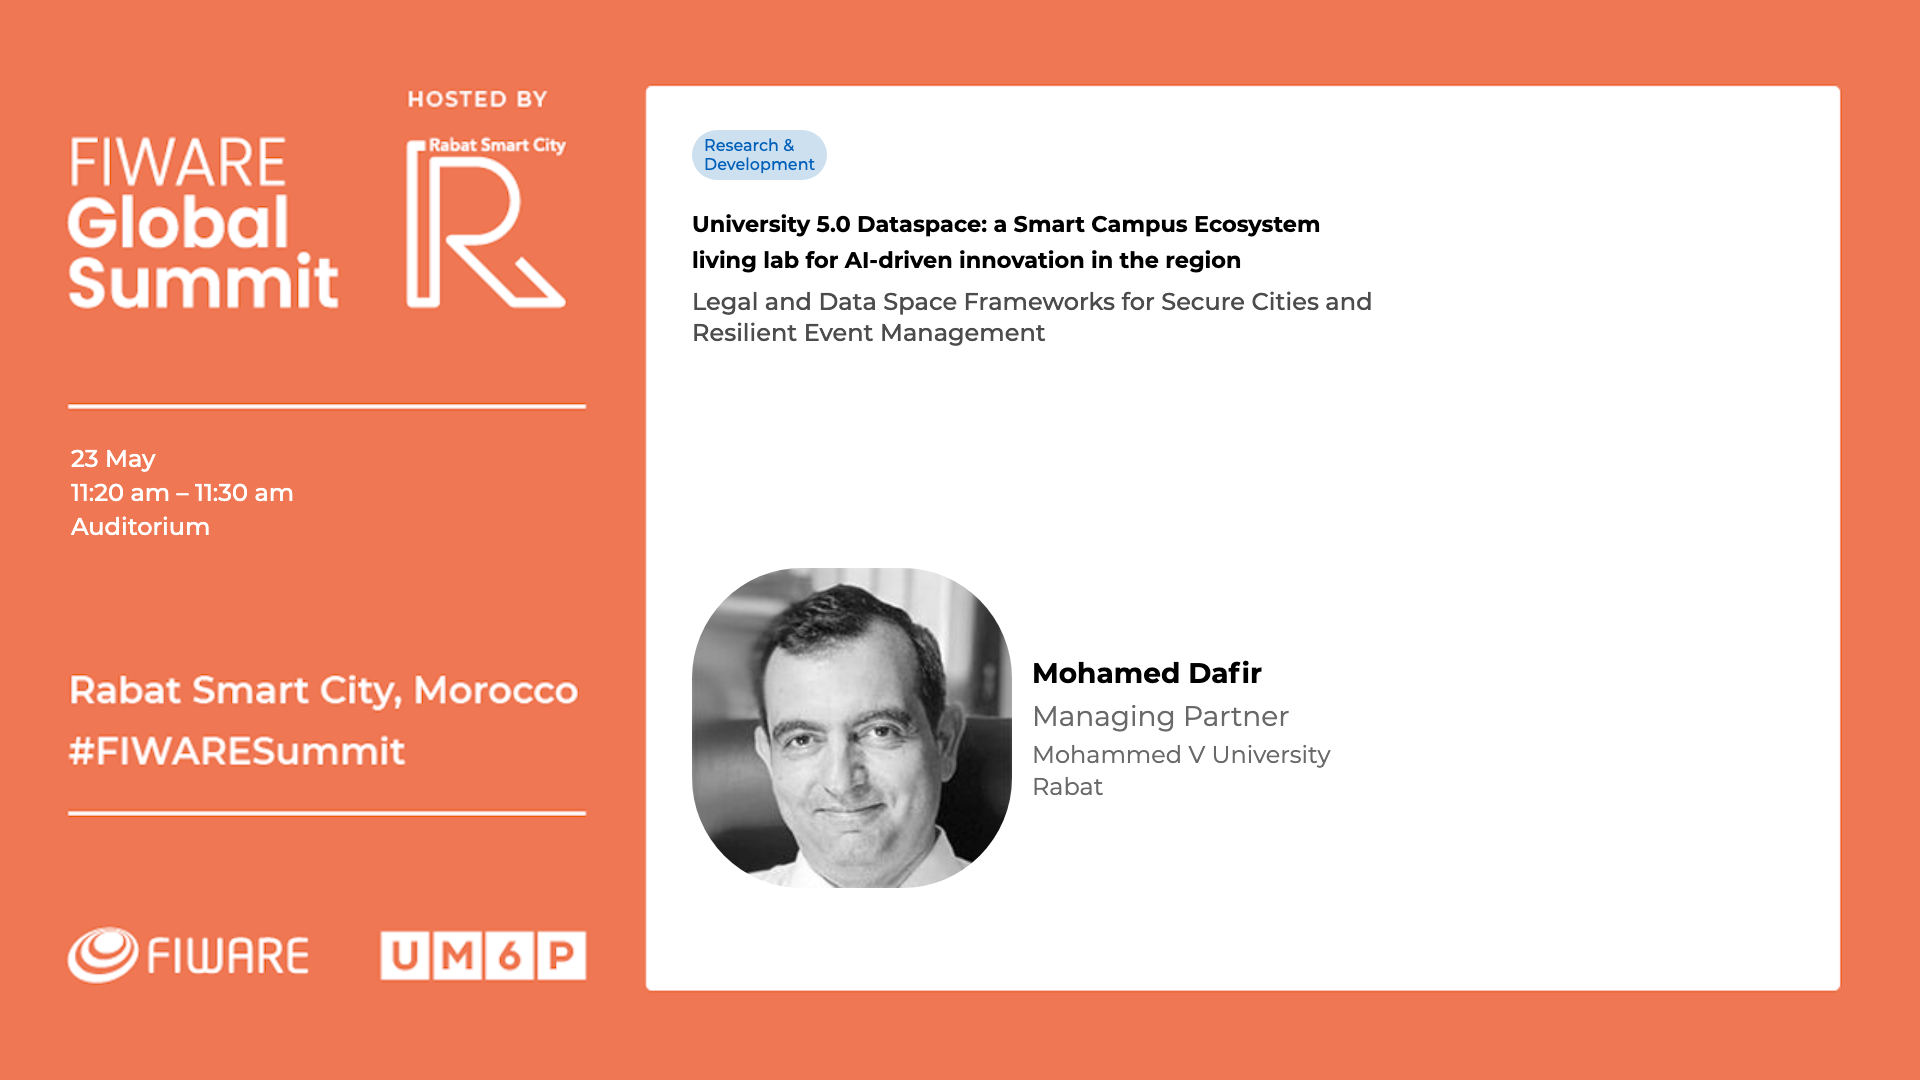 HOSTED BY
FIWARE
Global
Summit
Rabat Smart City
R
23 May
11:20 am – 11:30 am
Auditorium
Rabat Smart City, Morocco
#FIWARESummit
FIWARE
UM6P
Research &
Development
University 5.0 Dataspace: a Smart Campus Ecosystem
living lab for AI-driven innovation in the region
Legal and Data Space Frameworks for Secure Cities and
Resilient Event Management
Mohamed Dafir
Managing Partner
Mohammed V University
Rabat